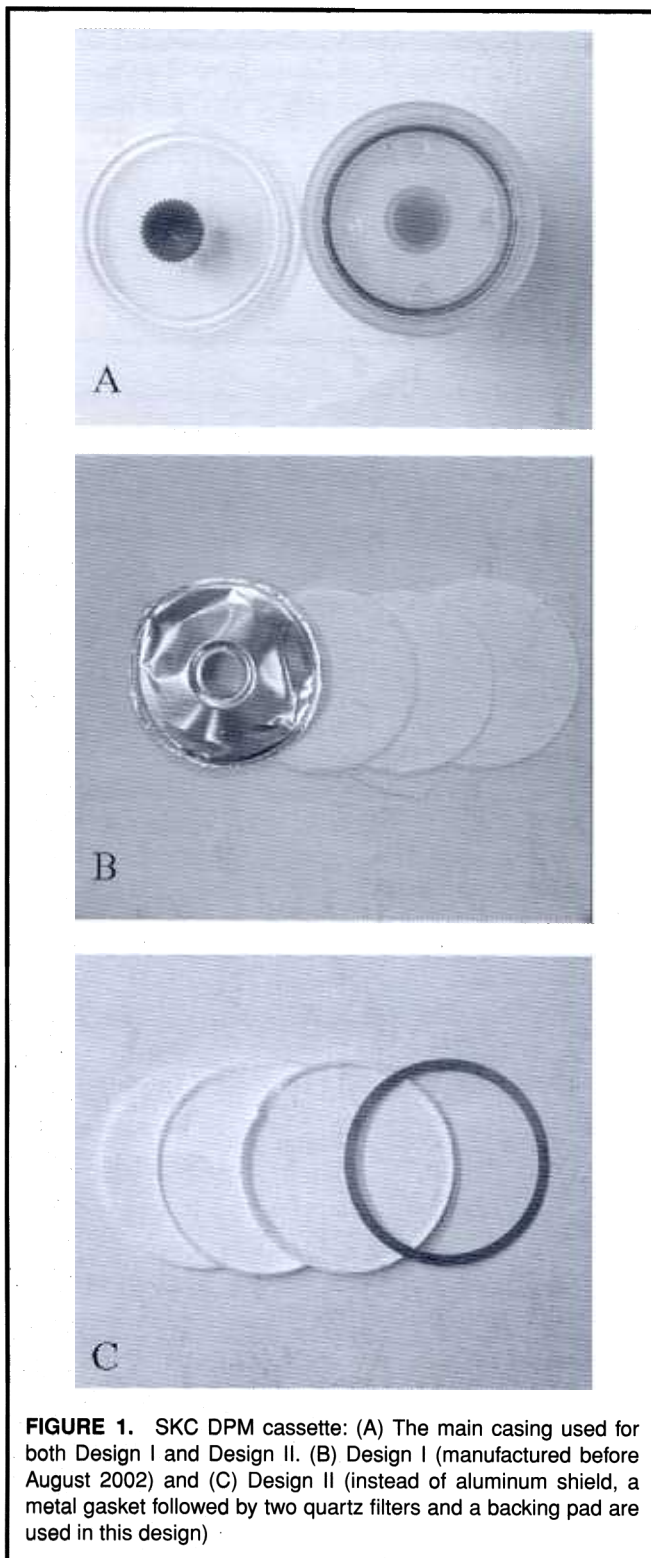 A
B
C
FIGURE 1. SKC DPM cassette: (A) The main casing used for
both Design I and Design II. (B) Design I (manufactured before
August 2002) and (C) Design II (instead of aluminum shield, a
metal gasket followed by two quartz filters and a backing pad are
used in this design)